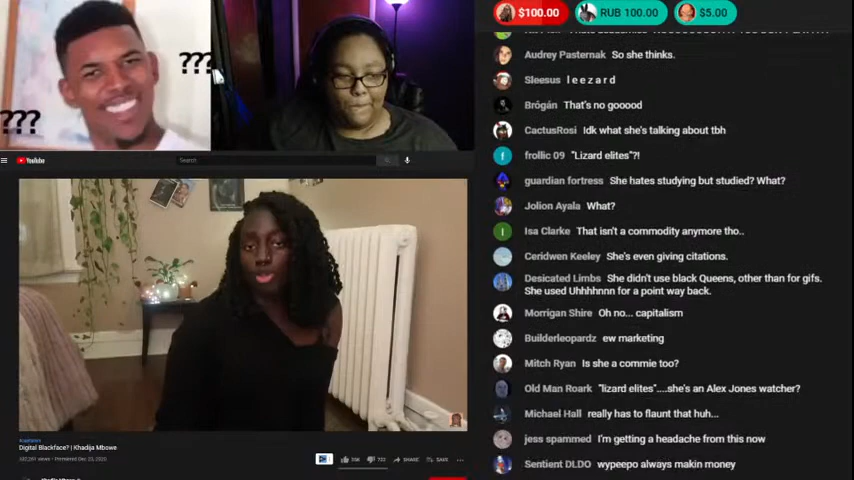 ???
???
$100.00
RUB 100.00
$5.00
Audrey Pasternak So she thinks.
Sleesus l e e z a r d
Brógán That's no gooood
CactusRosi Idk what she's talking about tbh
frollic 09 "Lizard elites"?!
guardian fortress She hates studying but studied? What?
Jolion Ayala What?
Isa Clarke That isn't a commodity anymore tho..
Ceridwen Keeley She's even giving citations.
Desicated Limbs She didn't use black Queens, other than for gifs.
She used Uhhhhnnn for a point way back.
Morrigan Shire Oh no... capitalism
Builderleopardz ew marketing
Mitch Ryan Is she a commie too?
Old Man Roark "lizard elites"....she's an Alex Jones watcher?
Michael Hall really has to flaunt that huh...
jess spammed I'm getting a headache from this now
Sentient DLDO wypeepo always makin money
YouTube
Search
Digital Blackface? | Khadija Mbowe
SHARE
SAVE